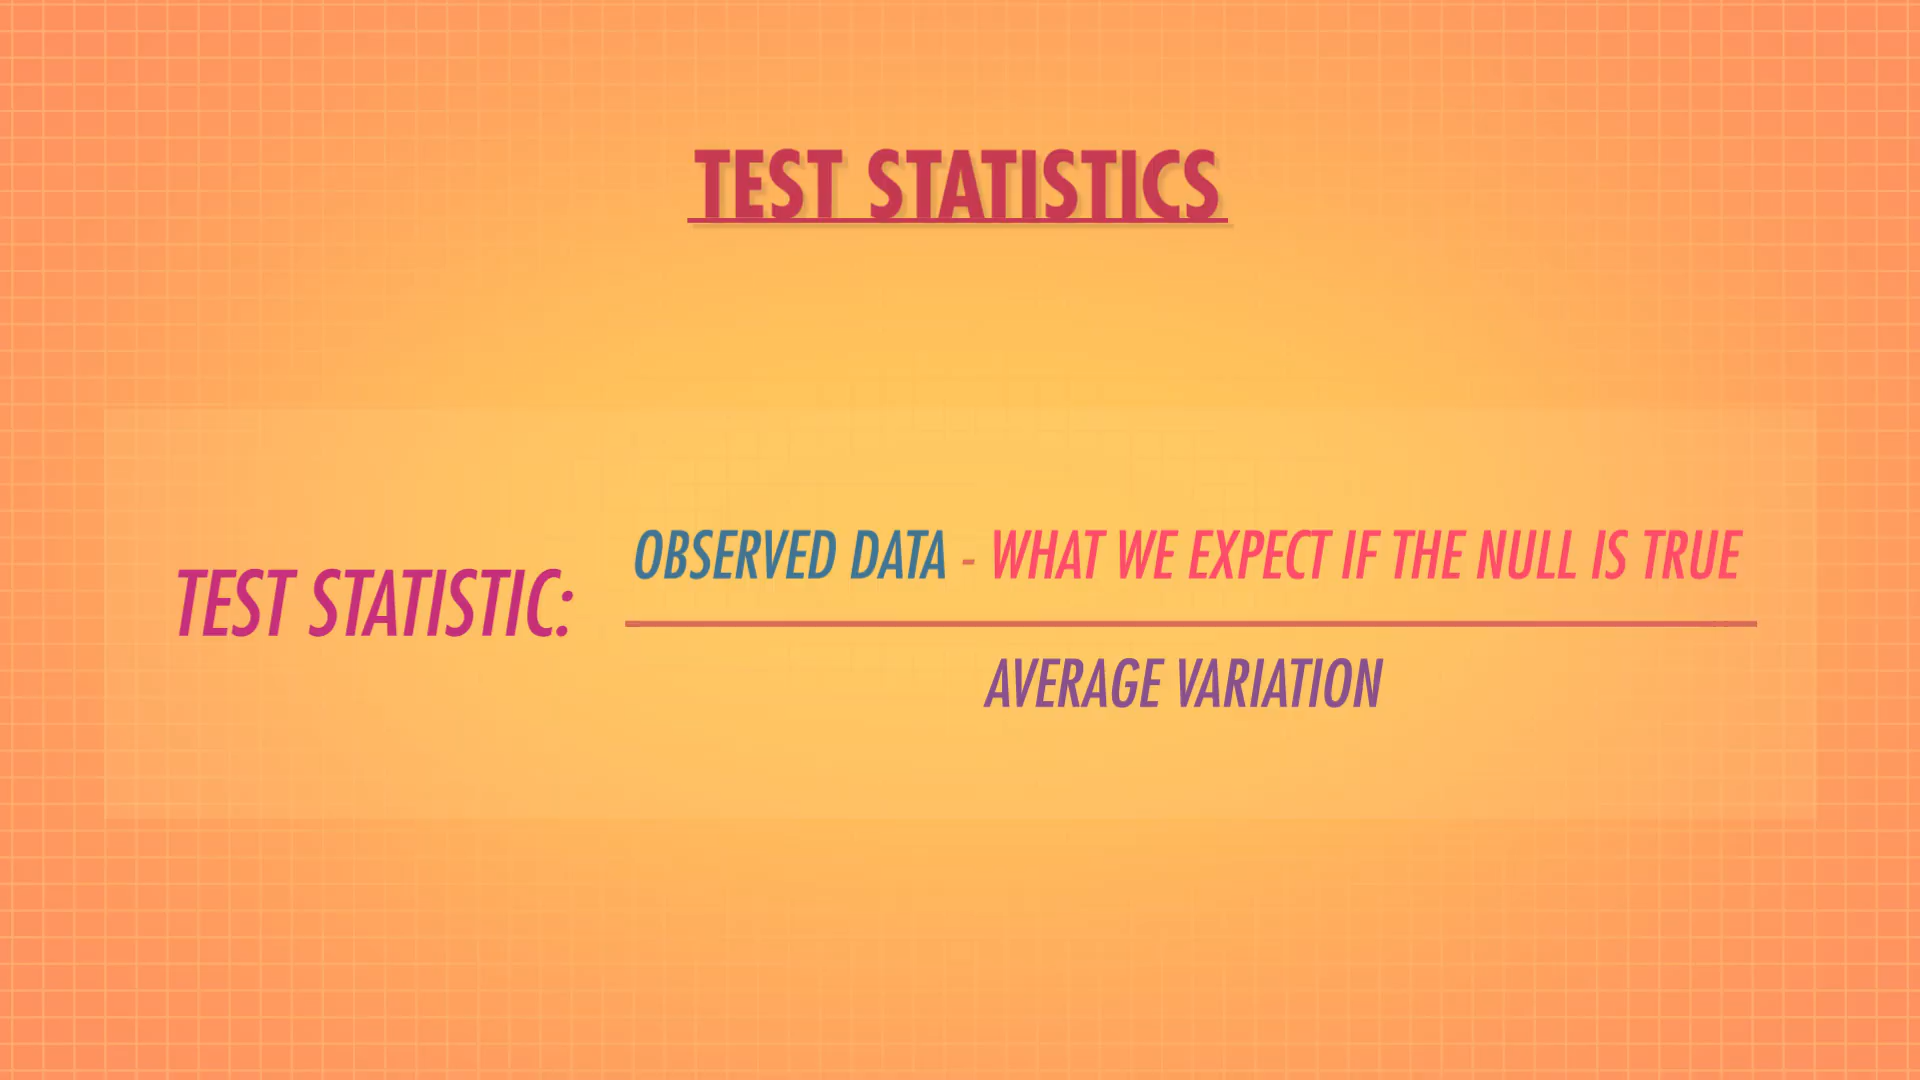 TEST STATISTICS
TEST STATISTIC:
OBSERVED DATA - WHAT WE EXPECT IF THE NULL IS TRUE
AVERAGE VARIATION